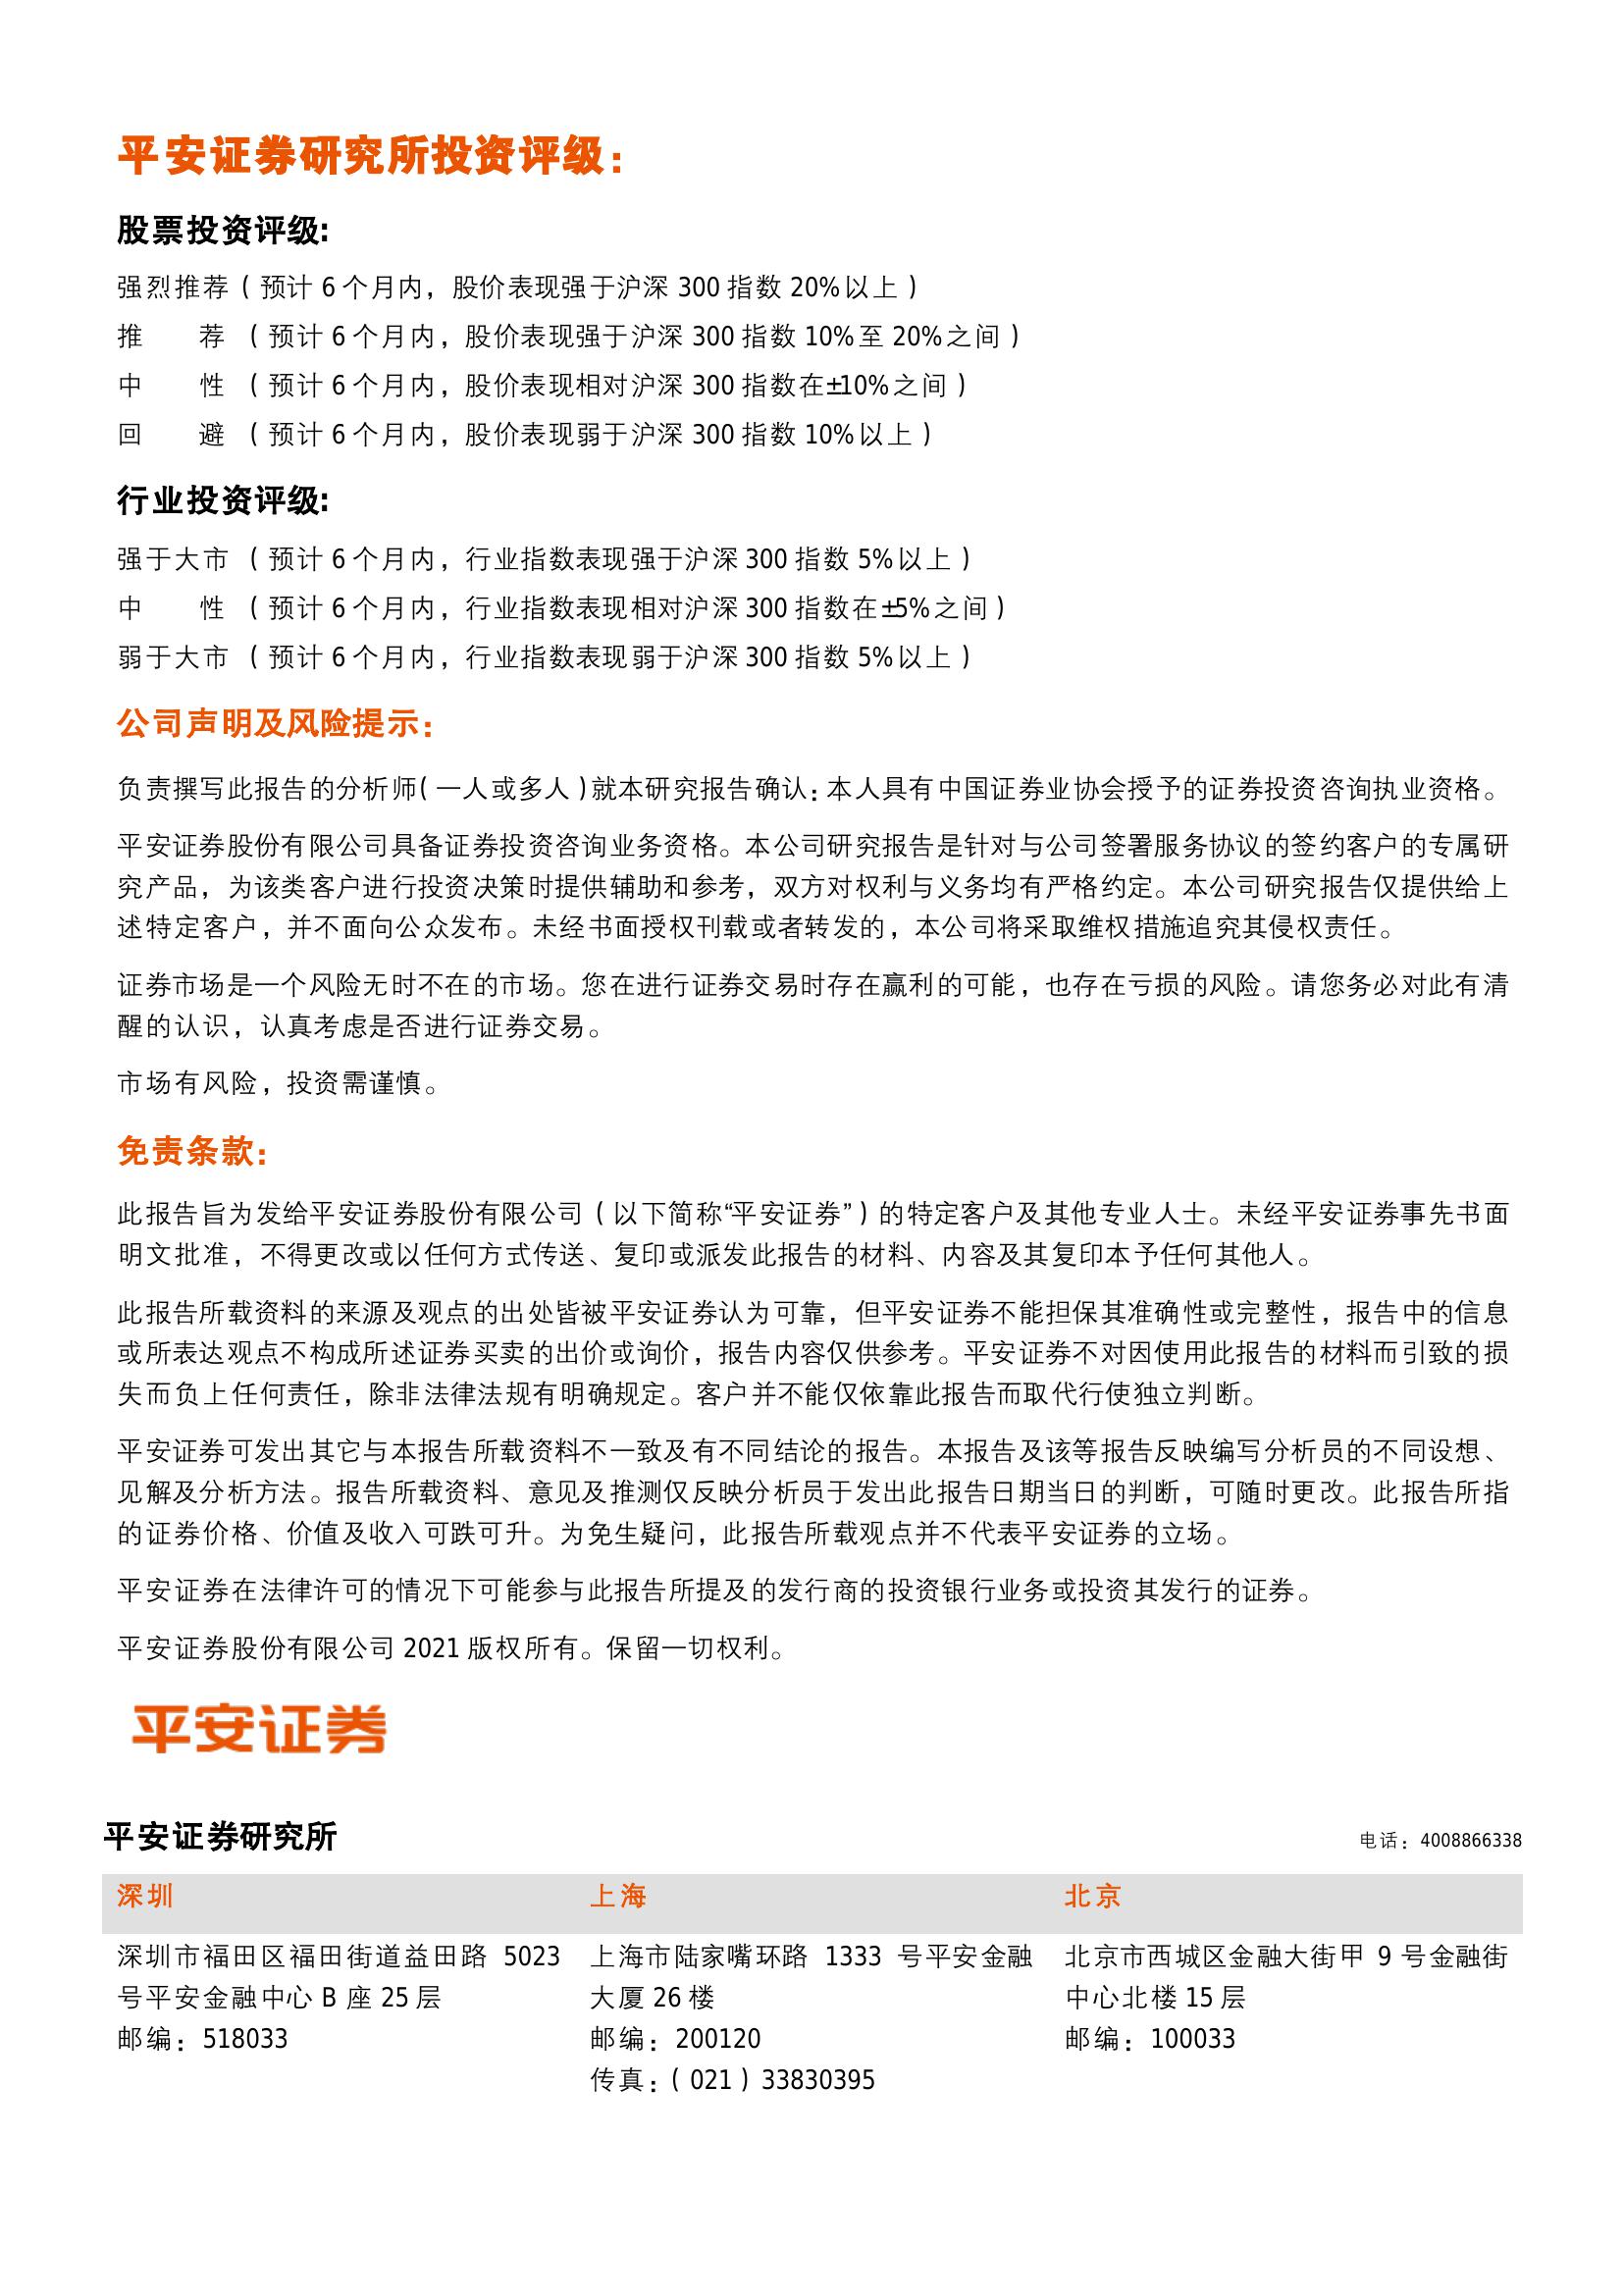 平安证券研究所投资评级：
股票投资评级:
强烈推荐（预计 6 个月内，股价表现强于沪深 300 指数 20%以上）
推　　荐（预计 6 个月内，股价表现强于沪深 300 指数 10%至 20%之间）
中　　性（预计 6 个月内，股价表现相对沪深 300 指数在±10%之间）
回　　避（预计 6 个月内，股价表现弱于沪深 300 指数 10%以上）
行业投资评级:
强于大市（预计 6 个月内，行业指数表现强于沪深 300 指数 5%以上）
中　　性（预计 6 个月内，行业指数表现相对沪深 300 指数在±5%之间）
弱于大市（预计 6 个月内，行业指数表现弱于沪深 300 指数 5%以上）
公司声明及风险提示：
负责撰写此报告的分析师（一人或多人）就本研究报告确认：本人具有中国证券业协会授予的证券投资咨询执业资格。
平安证券股份有限公司具备证券投资咨询业务资格。本公司研究报告是针对与公司签署服务协议的签约客户的专属研
究产品，为该类客户进行投资决策时提供辅助和参考，双方对权利与义务均有严格约定。本公司研究报告仅提供给上
述特定客户，并不面向公众发布。未经书面授权刊载或者转发的，本公司将采取维权措施追究其侵权责任。
证券市场是一个风险无时不在的市场。您在进行证券交易时存在赢利的可能，也存在亏损的风险。请您务必对此有清
醒的认识，认真考虑是否进行证券交易。
市场有风险，投资需谨慎。
免责条款：
此报告旨为发给平安证券股份有限公司（以下简称“平安证券”）的特定客户及其他专业人士。未经平安证券事先书面
明文批准，不得更改或以任何方式传送、复印或派发此报告的材料、内容及其复印本予任何其他人。
此报告所载资料的来源及观点的出处皆被平安证券认为可靠，但平安证券不能担保其准确性或完整性，报告中的信息
或所表达观点不构成所述证券买卖的出价或询价，报告内容仅供参考。平安证券不对因使用此报告的材料而引致的损
失而负上任何责任，除非法律法规有明确规定。客户并不能仅依靠此报告而取代行使独立判断。
平安证券可发出其它与本报告所载资料不一致及有不同结论的报告。本报告及该等报告反映编写分析员的不同设想、
见解及分析方法。报告所载资料、意见及推测仅反映分析员于发出此报告日期当日的判断，可随时更改。此报告所指
的证券价格、价值及收入可跌可升。为免生疑问，此报告所载观点并不代表平安证券的立场。
平安证券在法律许可的情况下可能参与此报告所提及的发行商的投资银行业务或投资其发行的证券。
平安证券股份有限公司 2021 版权所有。保留一切权利。
平安证券
平安证券研究所
电话：4008866338
深圳
上海
北京
深圳市福田区福田街道益田路 5023
号平安金融中心 B 座 25 层
邮编：518033
上海市陆家嘴环路 1333 号平安金融
大厦 26 楼
邮编：200120
传真：（021）33830395
北京市西城区金融大街甲 9 号金融街
中心北楼 15 层
邮编：100033